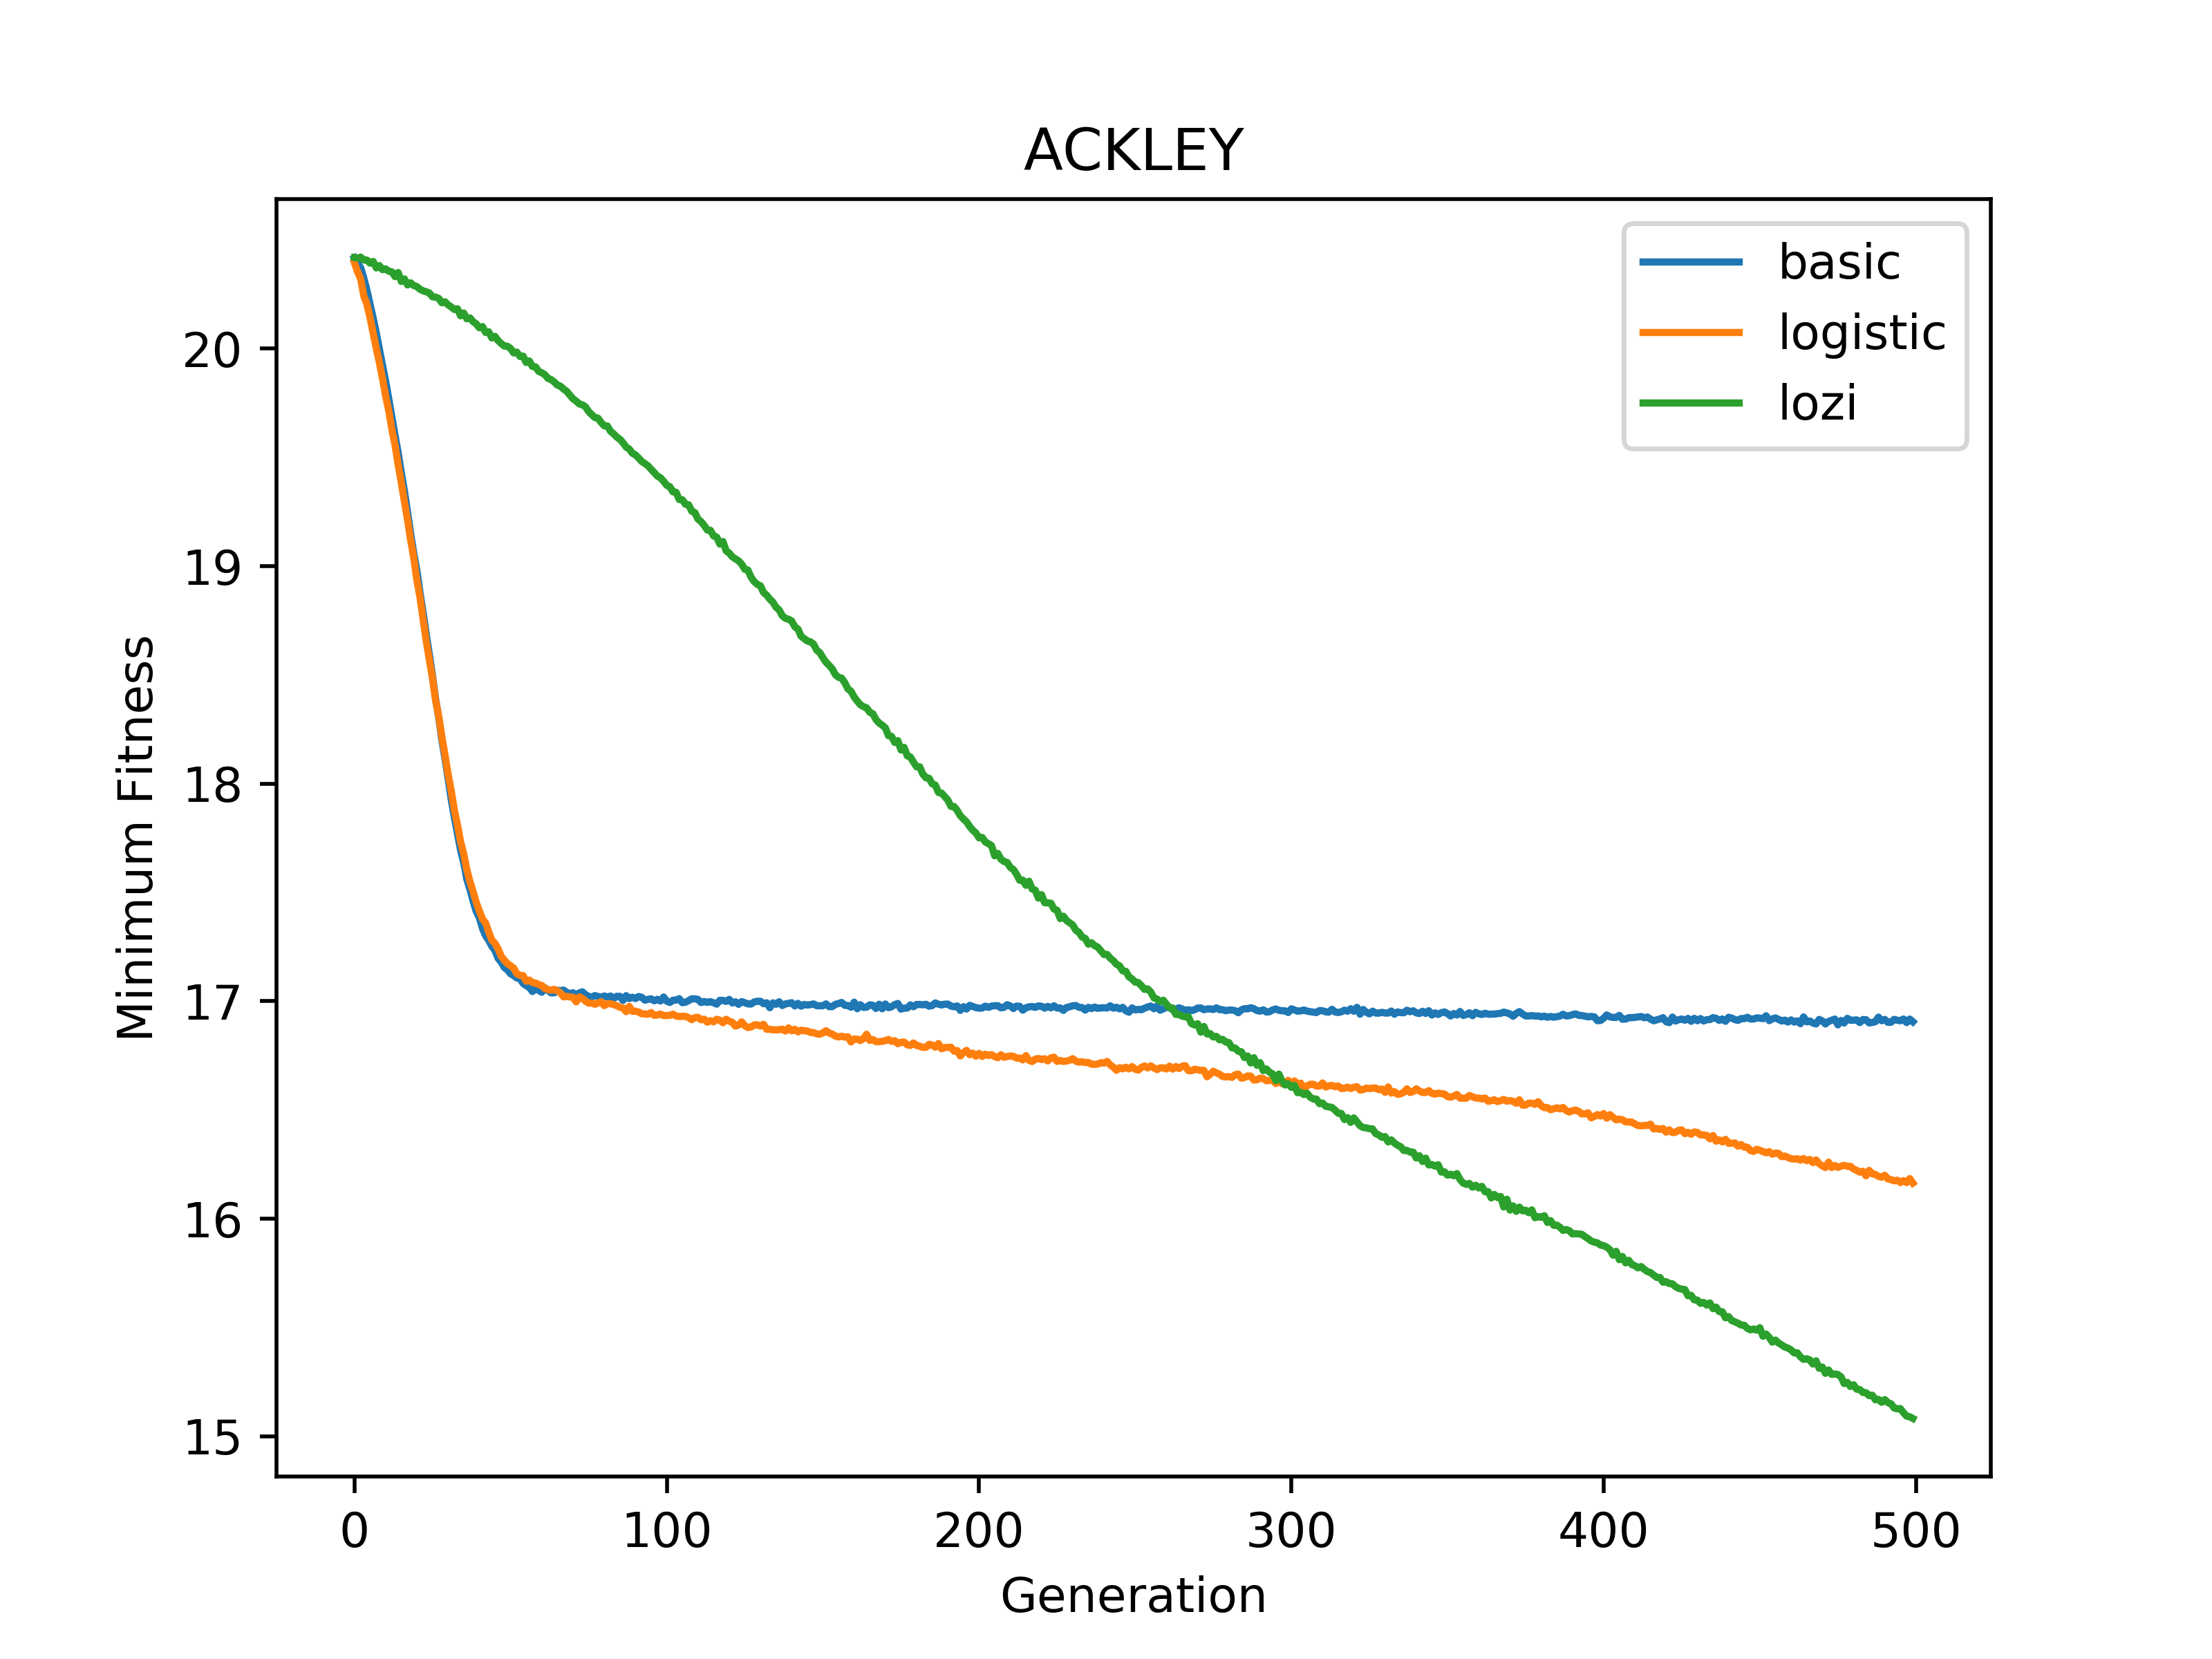 ACKLEY
basic
logistic
lozi
Minimum Fitness
20
19
18
17
16
15
0 100 200 300 400 500
Generation